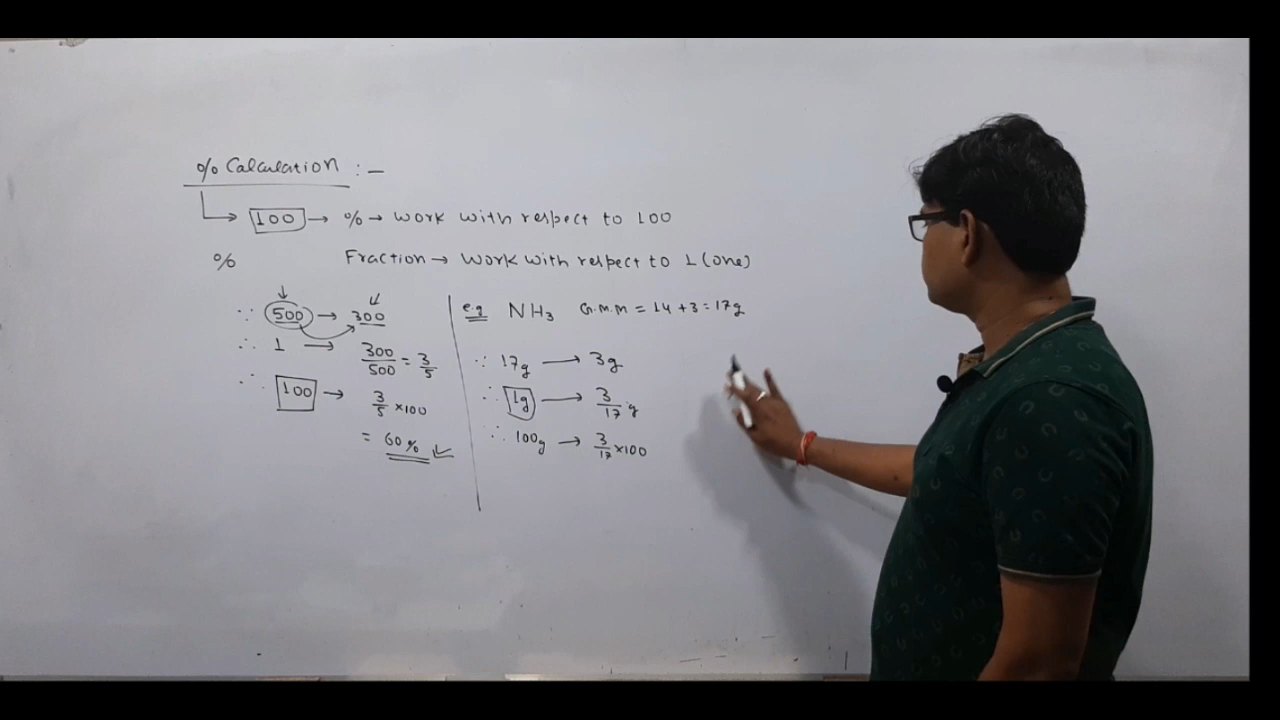 % Calculation : –
100 → % → Work with respect to 100
% Fraction → Work with respect to 1 (one)
∵ 500 → 300
∴ 1 → 300/500 = 3/5
∴ 100 → 3/5 × 100
= 60%
e.g NH₃ G.M.M = 14 + 3 = 17g
∵ 17g → 3g
∴ 1g → 3/17 g
∴ 100g → 3/17 × 100